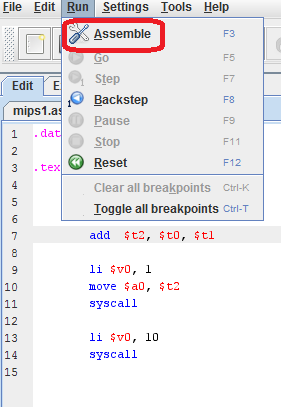 File Edit Run Settings Tools Help
Assemble F3
Go F5
Step F7
Backstep F8
Pause F9
Stop F11
Reset F12
Clear all breakpoints Ctrl-K
Toggle all breakpoints Ctrl-T
Edit
mips1.as
1 .dat
2
3 .tex
7 add $t2, $t0, $t1
8
9 li $v0, 1
10 move $a0, $t2
11 syscall
12
13 li $v0, 10
14 syscall
15